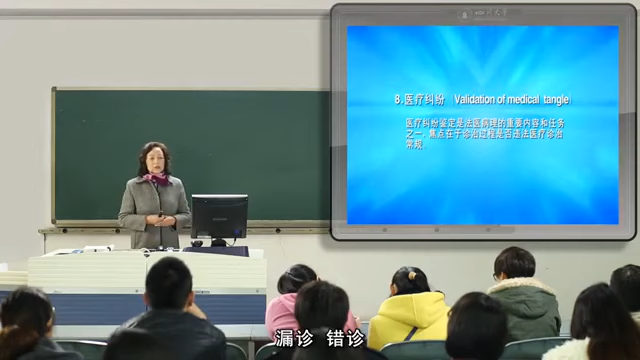 8.医疗纠纷 (Validation of medical tangle)
医疗纠纷鉴定是法医病理的重要内容和任务
之一.焦点在于诊治过程是否违法医疗诊治
常规
漏诊 错诊